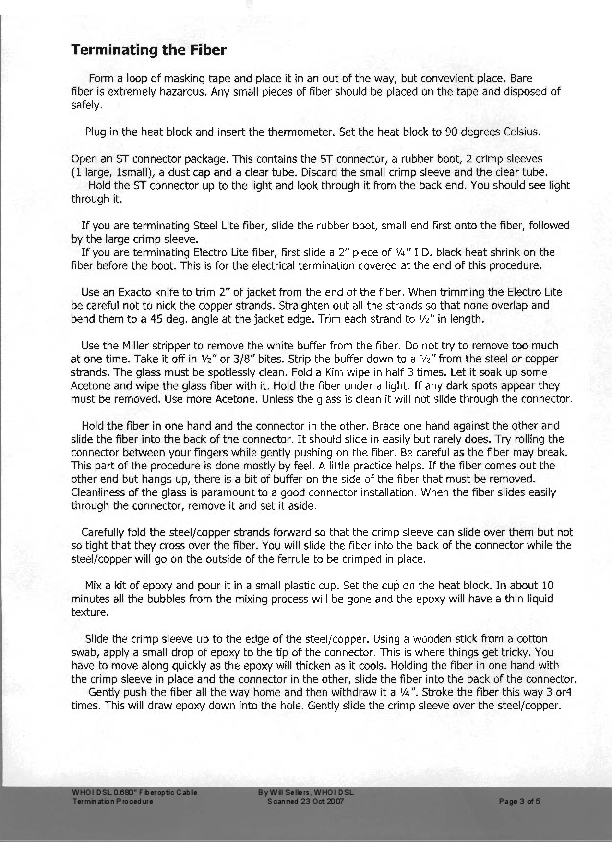 Terminating the Fiber
Form a loop of masking tape and place it in an out of the way, but convevient place. Bare
fiber is extremely hazarous. Any small pieces of fiber should be placed on the tape and disposed of
safely.
Plug in the heat block and insert the thermometer. Set the heat block to 90 degrees Celsius.
Open an ST connector package. This contains the ST connector, a rubber boot, 2 crimp sleeves
(1 large, 1small), a dust cap and a clear tube. Discard the small crimp sleeve and the clear tube.
Hold the ST connector up to the light and look through it from the back end. You should see light
through it.
If you are terminating Steel Lite fiber, slide the rubber boot, small end first onto the fiber, followed
by the large crimp sleeve.
If you are terminating Electro Lite fiber, first slide a 2" piece of ¼" I.D. black heat shrink on the
fiber before the boot. This is for the electrical termination covered at the end of this procedure.
Use an Exacto knife to trim 2" of jacket from the end of the fiber. When trimming the Electro Lite
be careful not to nick the copper strands. Straighten out all the strands so that none overlap and
bend them to a 45 deg. angle at the jacket edge. Trim each strand to ½" in length.
Use the Miller stripper to remove the white buffer from the fiber. Do not try to remove too much
at one time. Take it off in ½" or 3/8" bites. Strip the buffer down to a ½" from the steel or copper
strands. The glass must be spotlessly clean. Fold a Kim wipe in half 3 times. Let it soak up some
Acetone and wipe the glass fiber with it. Hold the fiber under a light. If any dark spots appear they
must be removed. Use more Acetone. Unless the glass is clean it will not slide through the connector.
Hold the fiber in one hand and the connector in the other. Brace one hand against the other and
slide the fiber into the back of the connector. It should slide in easily but rarely does. Try rolling the
connector between your fingers while gently pushing on the fiber. Be careful as the fiber may break.
This part of the procedure is done mostly by feel. A little practice helps. If the fiber comes out the
other end but hangs up, there is a bit of buffer on the side of the fiber that must be removed.
Cleanliness of the glass is paramount to a good connector installation. When the fiber slides easily
through the connector, remove it and set it aside.
Carefully fold the steel/copper strands forward so that the crimp sleeve can slide over them but not
so tight that they cross over the fiber. You will slide the fiber into the back of the connector while the
steel/copper will go on the outside of the ferrule to be crimped in place.
Mix a kit of epoxy and pour it in a small plastic cup. Set the cup on the heat block. In about 10
minutes all the bubbles from the mixing process will be gone and the epoxy will have a thin liquid
texture.
Slide the crimp sleeve up to the edge of the steel/copper. Using a wooden stick from a cotton
swab, apply a small drop of epoxy to the tip of the connector. This is where things get tricky. You
have to move along quickly as the epoxy will thicken as it cools. Holding the fiber in one hand with
the crimp sleeve in place and the connector in the other, slide the fiber into the back of the connector.
Gently push the fiber all the way home and then withdraw it a ¼". Stroke the fiber this way 3 or4
times. This will draw epoxy down into the hole. Gently slide the crimp sleeve over the steel/copper.
WHOI DSL 0.680" Fiberoptic Cable By Will Sellers, WHOI DSL
Termination Procedure Scanned 23 Oct 2007 Page 3 of 5